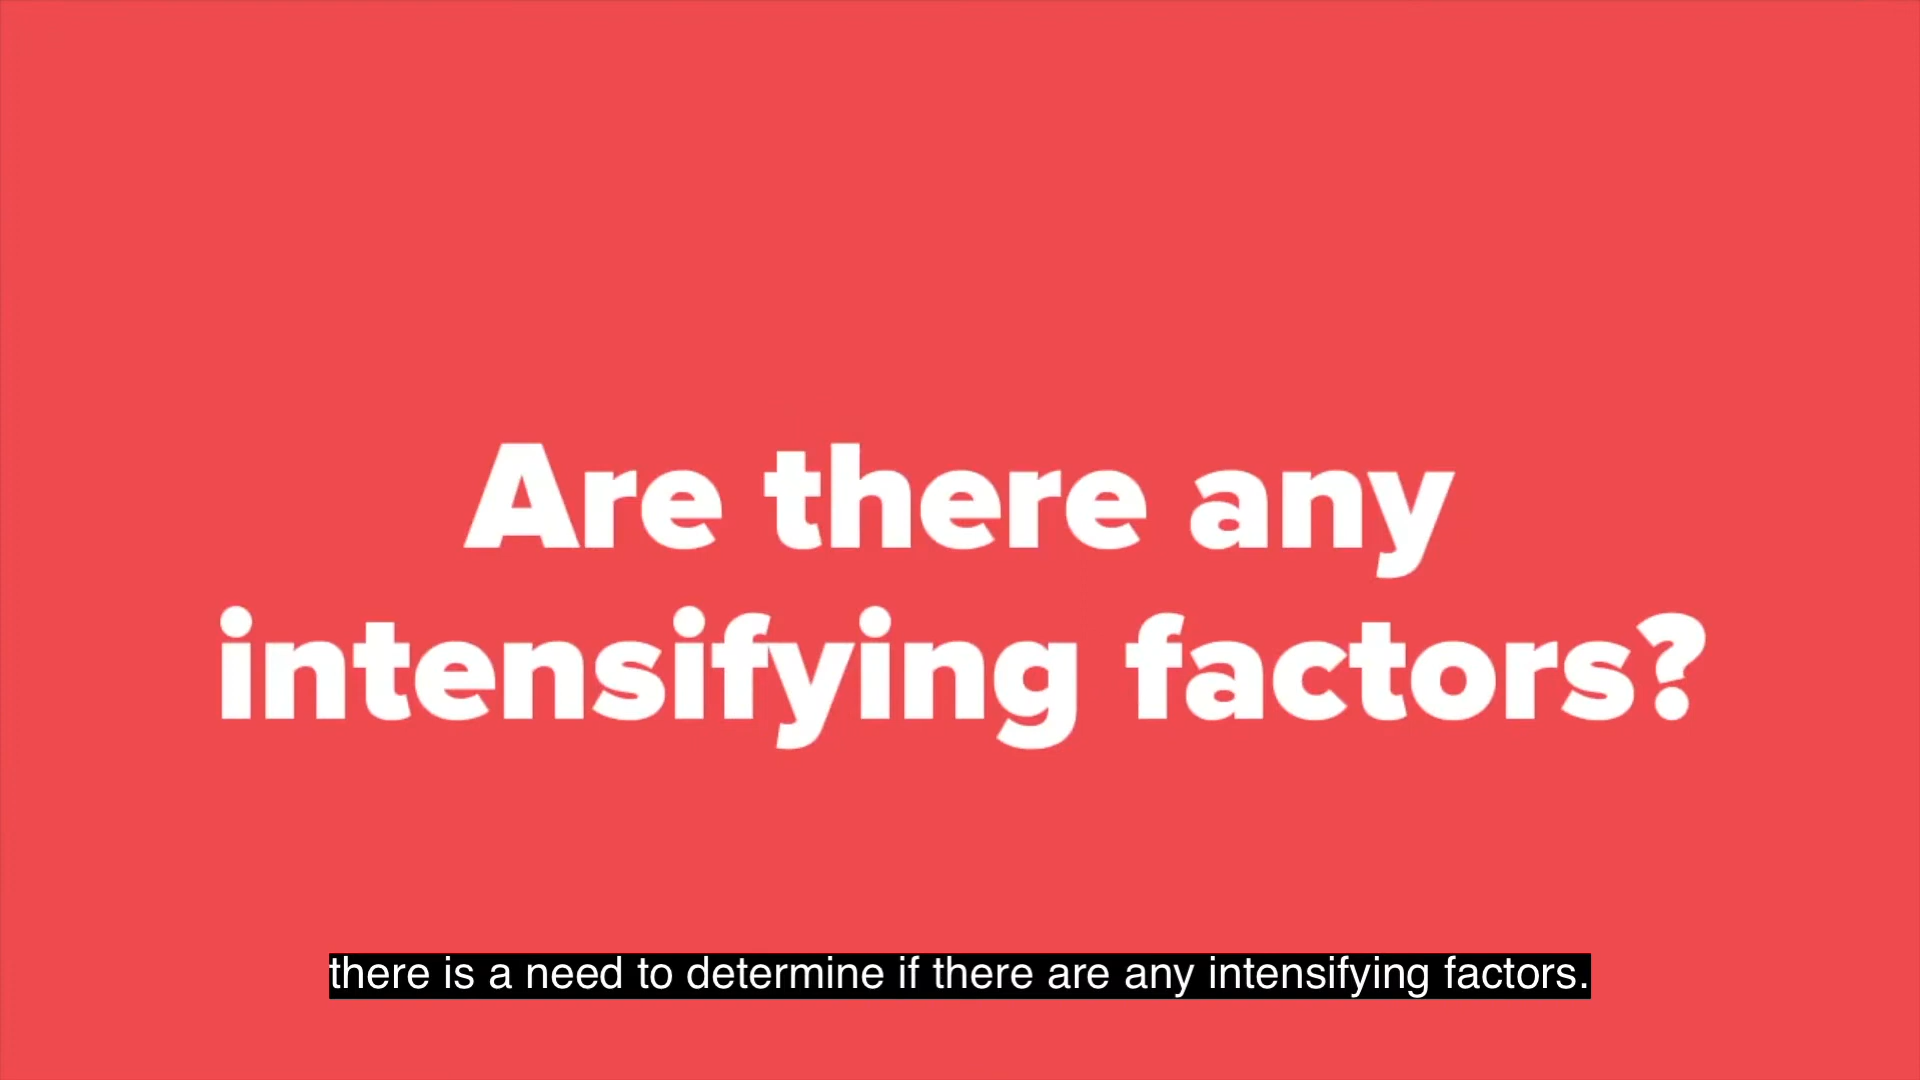 Are there any
intensifying factors?
there is a need to determine if there are any intensifying factors.